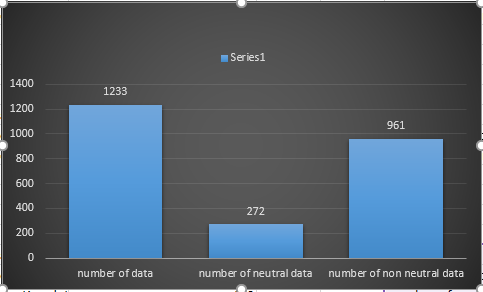 Series1
1400
1200
1000
800
600
400
200
0
1233
272
961
number of data
number of neutral data
number of non neutral data